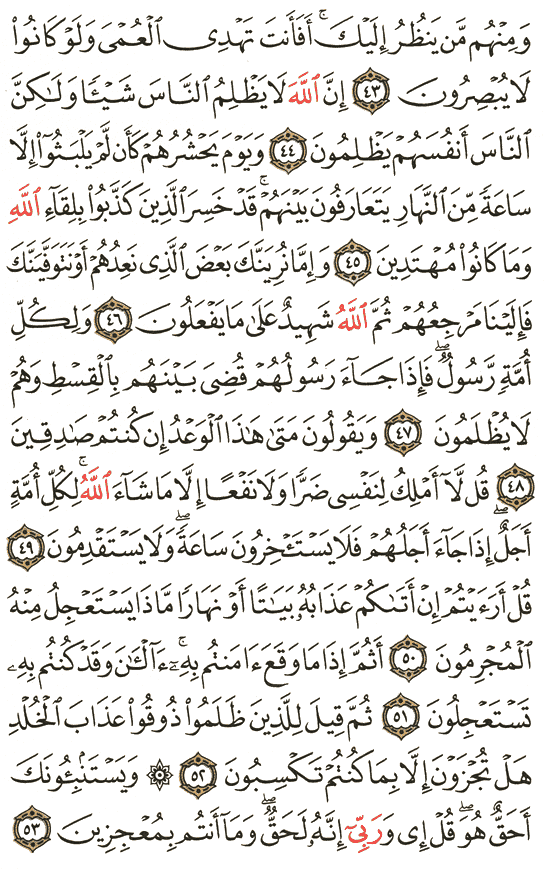 وَمِنْهُم مَّن يَنظُرُ إِلَيْكَ ۚ أَفَأَنتَ تَهْدِى ٱلْعُمْىَ وَلَوْ كَانُوا۟
لَا يُبْصِرُونَ ٤٣ إِنَّ ٱللَّهَ لَا يَظْلِمُ ٱلنَّاسَ شَيْـًٔا وَلَـٰكِنَّ
ٱلنَّاسَ أَنفُسَهُمْ يَظْلِمُونَ ٤٤ وَيَوْمَ يَحْشُرُهُمْ كَأَن لَّمْ يَلْبَثُوٓا۟ إِلَّا
سَاعَةً مِّنَ ٱلنَّهَارِ يَتَعَارَفُونَ بَيْنَهُمْ ۚ قَدْ خَسِرَ ٱلَّذِينَ كَذَّبُوا۟ بِلِقَآءِ ٱللَّهِ
وَمَا كَانُوا۟ مُهْتَدِينَ ٤٥ وَإِمَّا نُرِيَنَّكَ بَعْضَ ٱلَّذِى نَعِدُهُمْ أَوْ نَتَوَفَّيَنَّكَ
فَإِلَيْنَا مَرْجِعُهُمْ ثُمَّ ٱللَّهُ شَهِيدٌ عَلَىٰ مَا يَفْعَلُونَ ٤٦ وَلِكُلِّ
أُمَّةٍ رَّسُولٌ ۖ فَإِذَا جَآءَ رَسُولُهُمْ قُضِىَ بَيْنَهُم بِٱلْقِسْطِ وَهُمْ
لَا يُظْلَمُونَ ٤٧ وَيَقُولُونَ مَتَىٰ هَـٰذَا ٱلْوَعْدُ إِن كُنتُمْ صَـٰدِقِينَ
٤٨ قُل لَّآ أَمْلِكُ لِنَفْسِى ضَرًّا وَلَا نَفْعًا إِلَّا مَا شَآءَ ٱللَّهُ ۗ لِكُلِّ أُمَّةٍ
أَجَلٌ ۚ إِذَا جَآءَ أَجَلُهُمْ فَلَا يَسْتَـْٔخِرُونَ سَاعَةً ۖ وَلَا يَسْتَقْدِمُونَ ٤٩
قُلْ أَرَءَيْتُمْ إِنْ أَتَىٰكُمْ عَذَابُهُۥ بَيَـٰتًا أَوْ نَهَارًا مَّاذَا يَسْتَعْجِلُ مِنْهُ
ٱلْمُجْرِمُونَ ٥٠ أَثُمَّ إِذَا مَا وَقَعَ ءَامَنتُم بِهِۦٓ ۚ ءَآلْـَٔـٰنَ وَقَدْ كُنتُم بِهِۦ
تَسْتَعْجِلُونَ ٥١ ثُمَّ قِيلَ لِلَّذِينَ ظَلَمُوا۟ ذُوقُوا۟ عَذَابَ ٱلْخُلْدِ
هَلْ تُجْزَوْنَ إِلَّا بِمَا كُنتُمْ تَكْسِبُونَ ٥٢ ۞ وَيَسْتَنۢبِـُٔونَكَ
أَحَقٌّ هُوَ ۖ قُلْ إِى وَرَبِّىٓ إِنَّهُۥ لَحَقٌّ ۖ وَمَآ أَنتُم بِمُعْجِزِينَ ٥٣